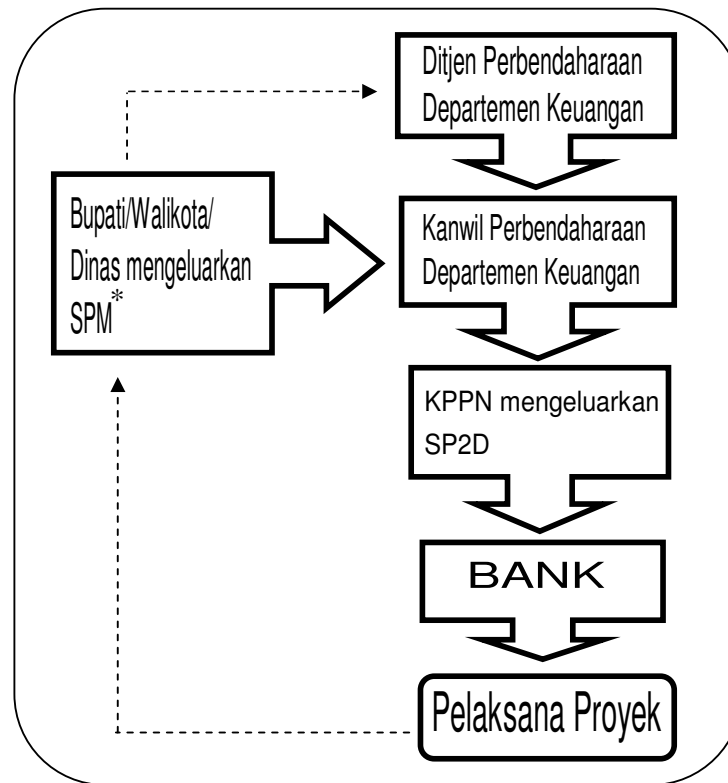 Ditjen Perbendaharaan
Departemen Keuangan
Bupati/Walikota/
Dinas mengeluarkan
SPM*
Kanwil Perbendaharaan
Departemen Keuangan
KPPN mengeluarkan
SP2D
BANK
Pelaksana Proyek